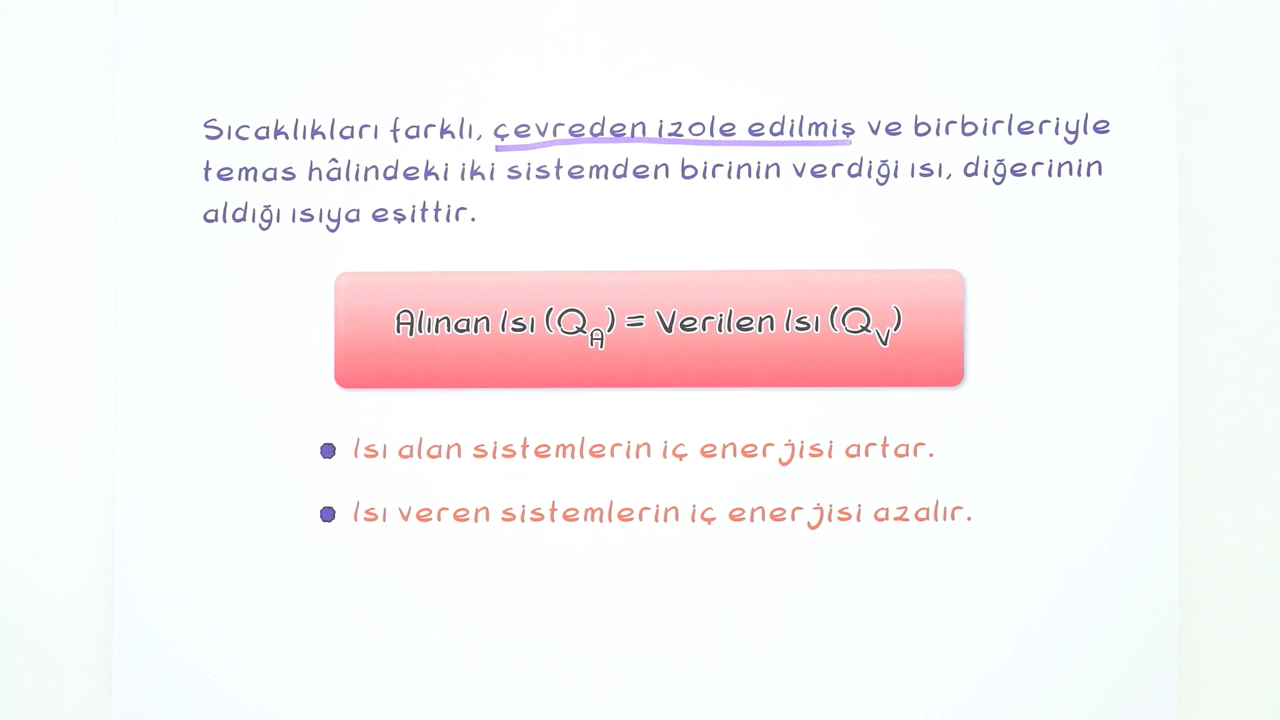 Sıcaklıkları farklı, çevreden izole edilmiş ve birbirleriyle
temas hâlindeki iki sistemden birinin verdiği ısı, diğerinin
aldığı ısıya eşittir.
Alınan Isı (QA) = Verilen Isı (QV)
Isı alan sistemlerin iç enerjisi artar.
Isı veren sistemlerin iç enerjisi azalır.